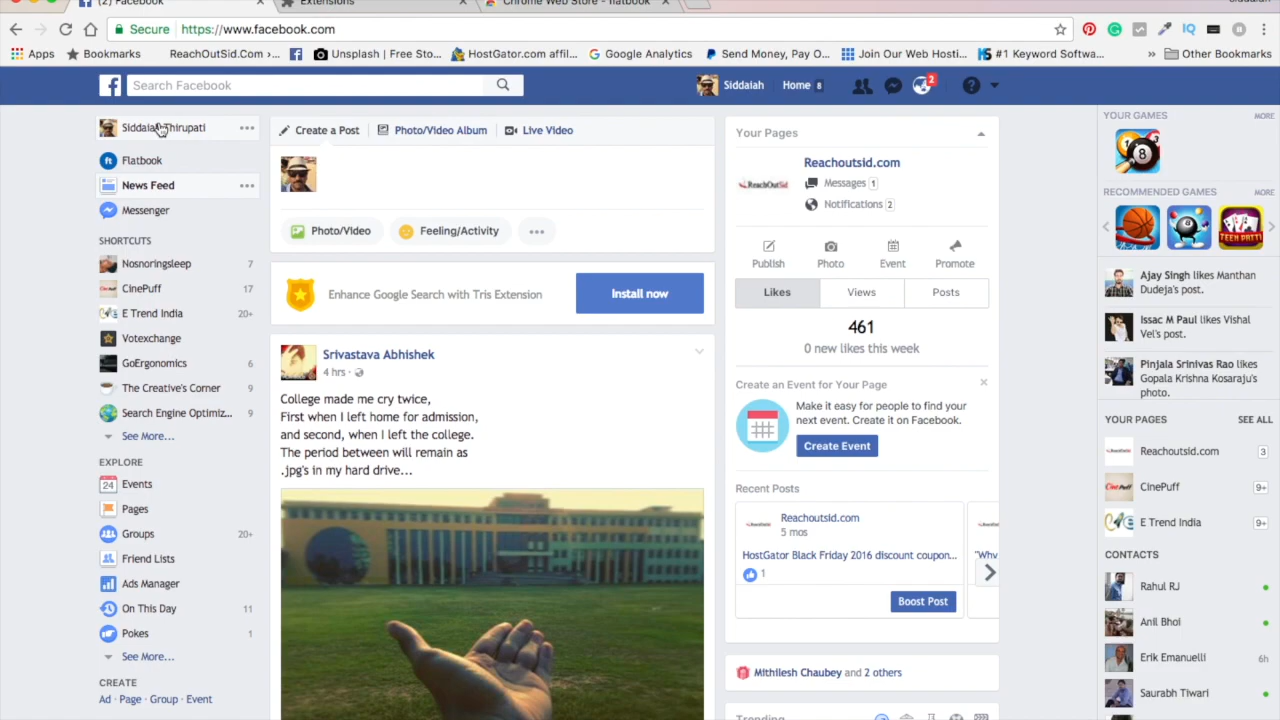 (2) Facebook
Extensions
Chrome Web Store - flatbook
Siddaiah
Secure
https://www.facebook.com
Apps
Bookmarks
ReachOutSid.Com >...
Unsplash | Free Sto...
HostGator.com affil...
Google Analytics
Send Money, Pay O...
Join Our Web Hosti...
#1 Keyword Softwa...
» Other Bookmarks
Search Facebook
Siddaiah
Home 8
2
Siddaiah Thirupati
ft Flatbook
News Feed
Messenger
SHORTCUTS
Nosnoringsleep 7
CinePuff 17
E Trend India 20+
Votexchange
GoErgonomics 6
The Creative's Corner 9
Search Engine Optimiz... 9
See More...
EXPLORE
24 Events
Pages
Groups 20+
Friend Lists
Ads Manager
On This Day 11
Pokes 1
See More...
CREATE
Ad · Page · Group · Event
Create a Post
Photo/Video Album
Live Video
Photo/Video
Feeling/Activity
Enhance Google Search with Tris Extension
Install now
Srivastava Abhishek
4 hrs ·
College made me cry twice,
First when I left home for admission,
and second, when I left the college.
The period between will remain as
.jpg's in my hard drive...
Your Pages
Reachoutsid.com
ReachOutSid
Messages 1
Notifications 2
Publish
Photo
Event
Promote
Likes
Views
Posts
461
0 new likes this week
Create an Event for Your Page
Make it easy for people to find your
next event. Create it on Facebook.
Create Event
Recent Posts
Reachoutsid.com
5 mos
HostGator Black Friday 2016 discount coupon...
1
Boost Post
"Why
Mithilesh Chaubey and 2 others
Trending
YOUR GAMES
MORE
RECOMMENDED GAMES
MORE
TEEN PATTI
Ajay Singh likes Manthan
Dudeja's post.
Issac M Paul likes Vishal
Vel's post.
Pinjala Srinivas Rao likes
Gopala Krishna Kosaraju's
photo.
YOUR PAGES
SEE ALL
Reachoutsid.com 3
CinePuff 9+
E Trend India 9+
CONTACTS
Rahul RJ
Anil Bhoi
Erik Emanuelli 6h
Saurabh Tiwari